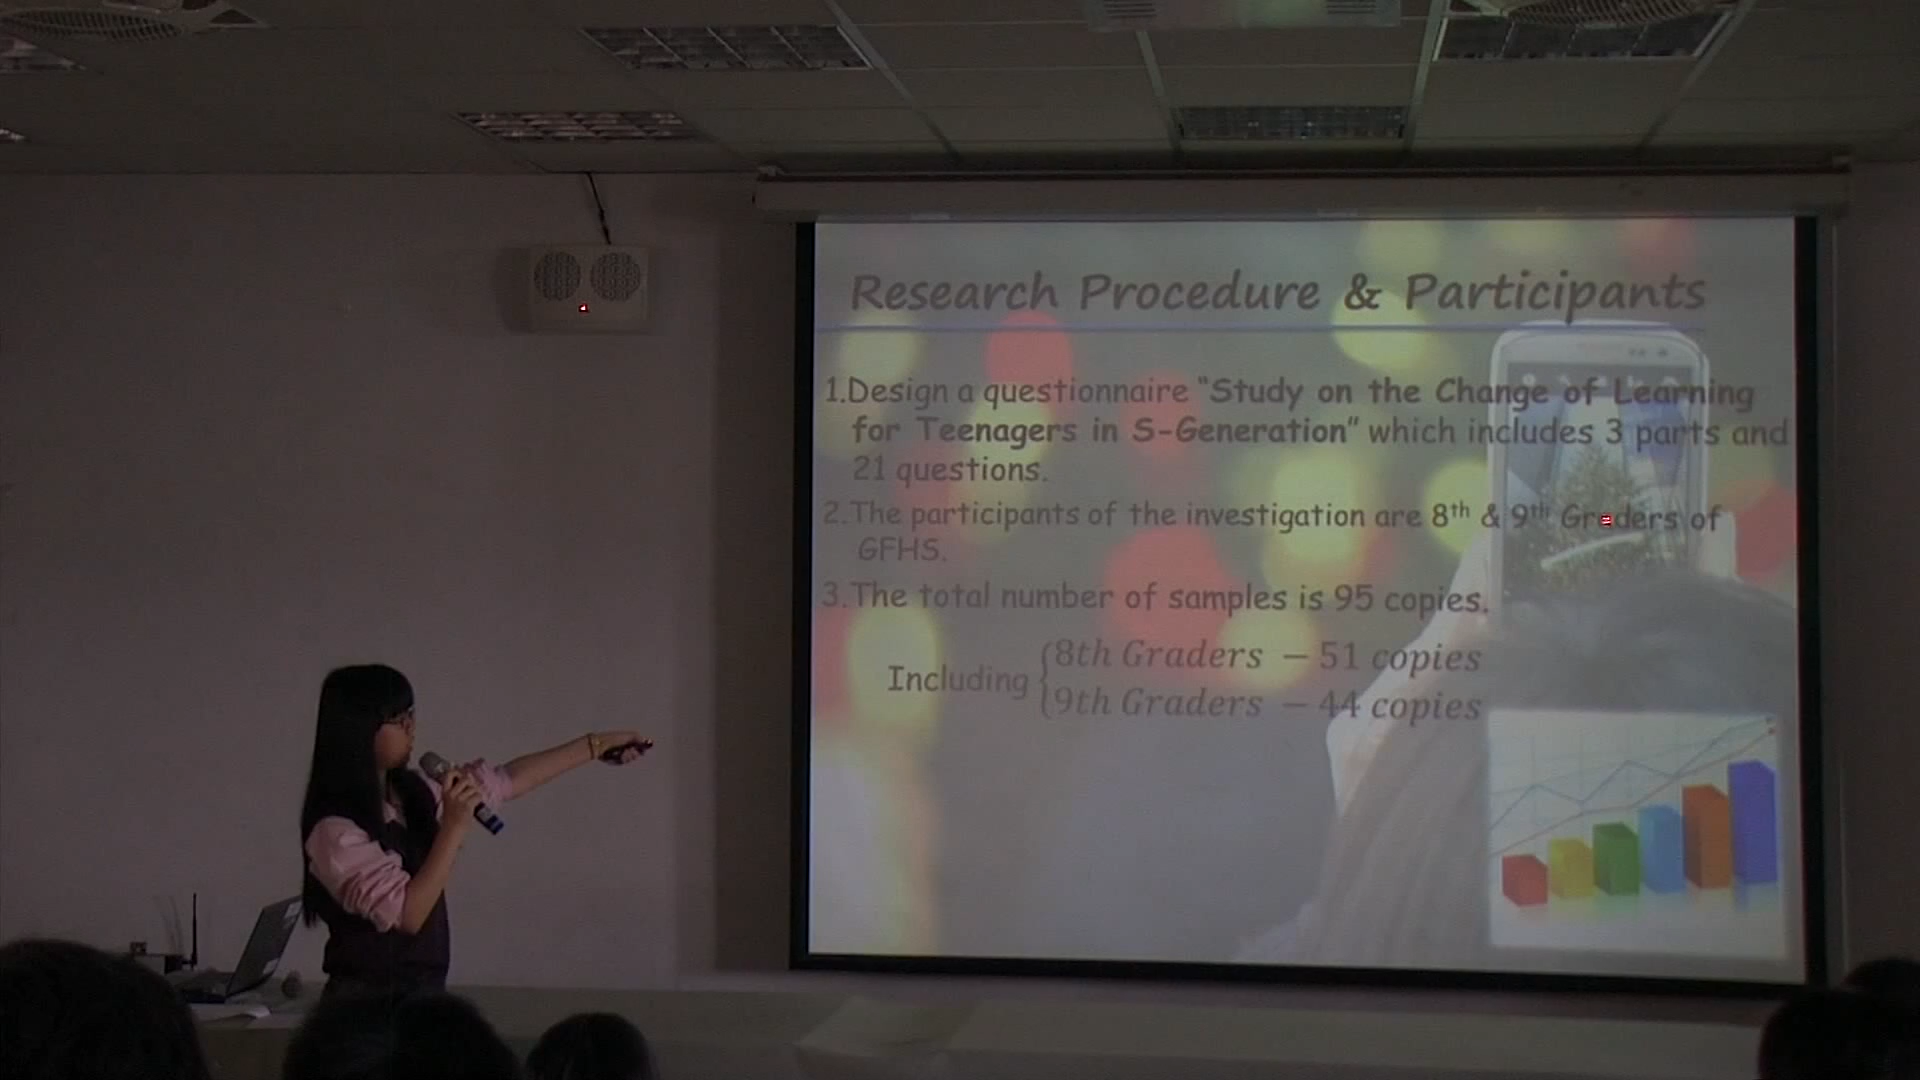 Research Procedure & Participants
1.Design a questionnaire "Study on the Change of Learning
for Teenagers in S-Generation" which includes 3 parts and
21 questions.
2.The participants of the investigation are 8th & 9th Graders of
GFHS.
3.The total number of samples is 95 copies.
Including
8th Graders – 51 copies
9th Graders – 44 copies